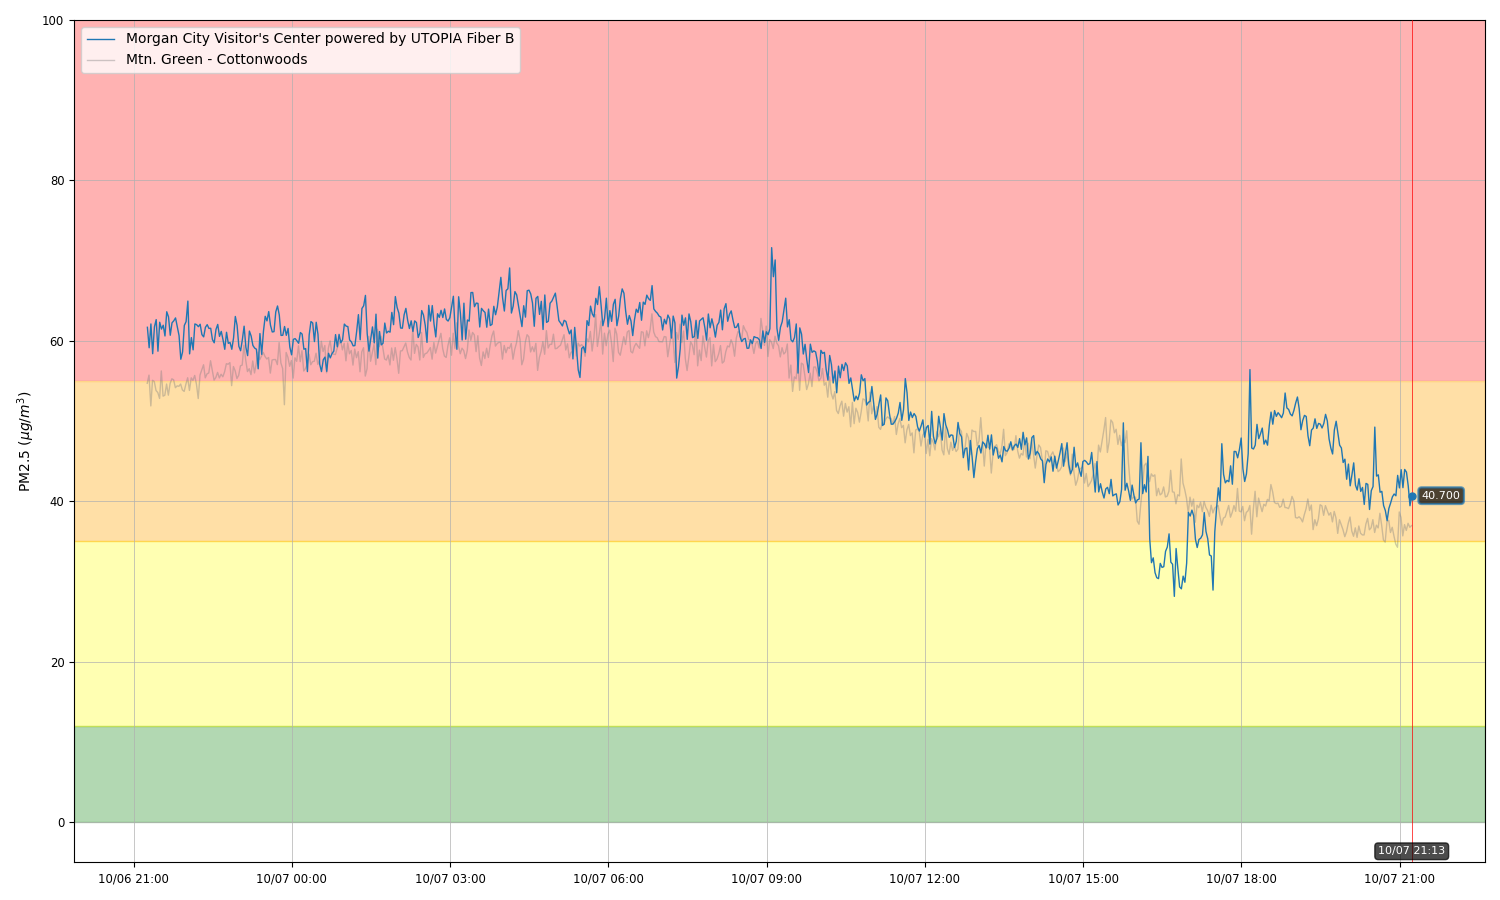 100
80
60
40
20
0
PM2.5 (μg/m³)
Morgan City Visitor's Center powered by UTOPIA Fiber B
Mtn. Green - Cottonwoods
40.700
10/07 21:13
10/06 21:00 10/07 00:00 10/07 03:00 10/07 06:00 10/07 09:00 10/07 12:00 10/07 15:00 10/07 18:00 10/07 21:00